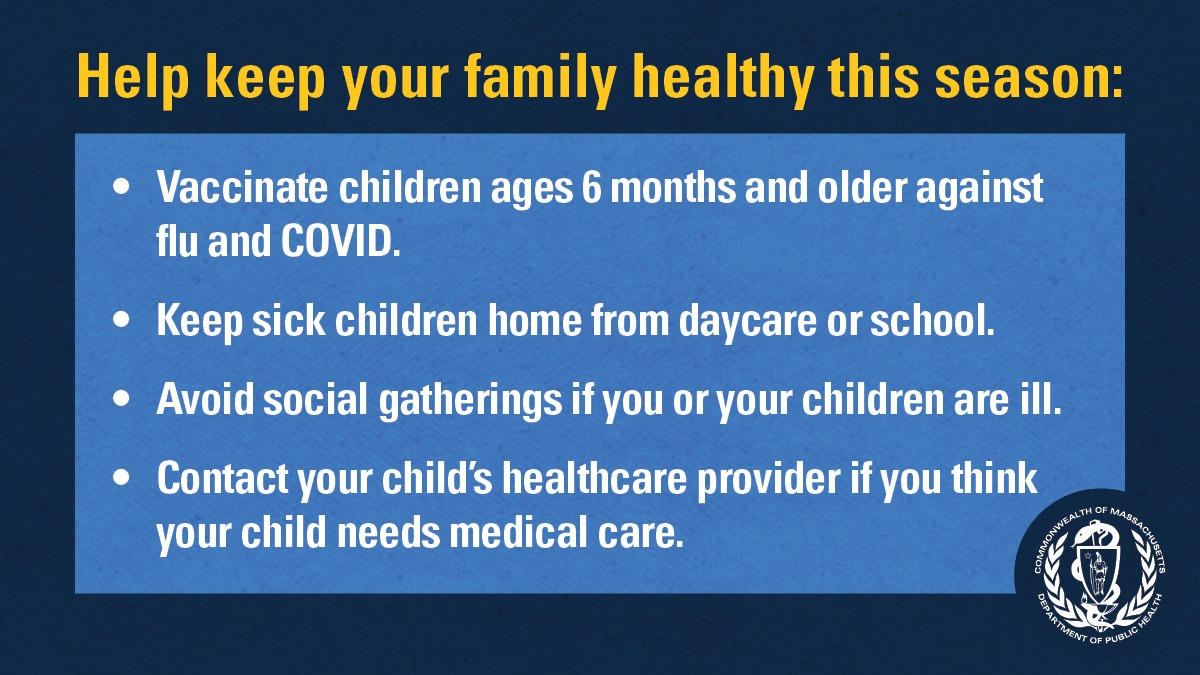 Help keep your family healthy this season:
• Vaccinate children ages 6 months and older against
flu and COVID.
• Keep sick children home from daycare or school.
• Avoid social gatherings if you or your children are ill.
• Contact your child’s healthcare provider if you think
your child needs medical care.
COMMONWEALTH OF MASSACHUSETTS
DEPARTMENT OF PUBLIC HEALTH